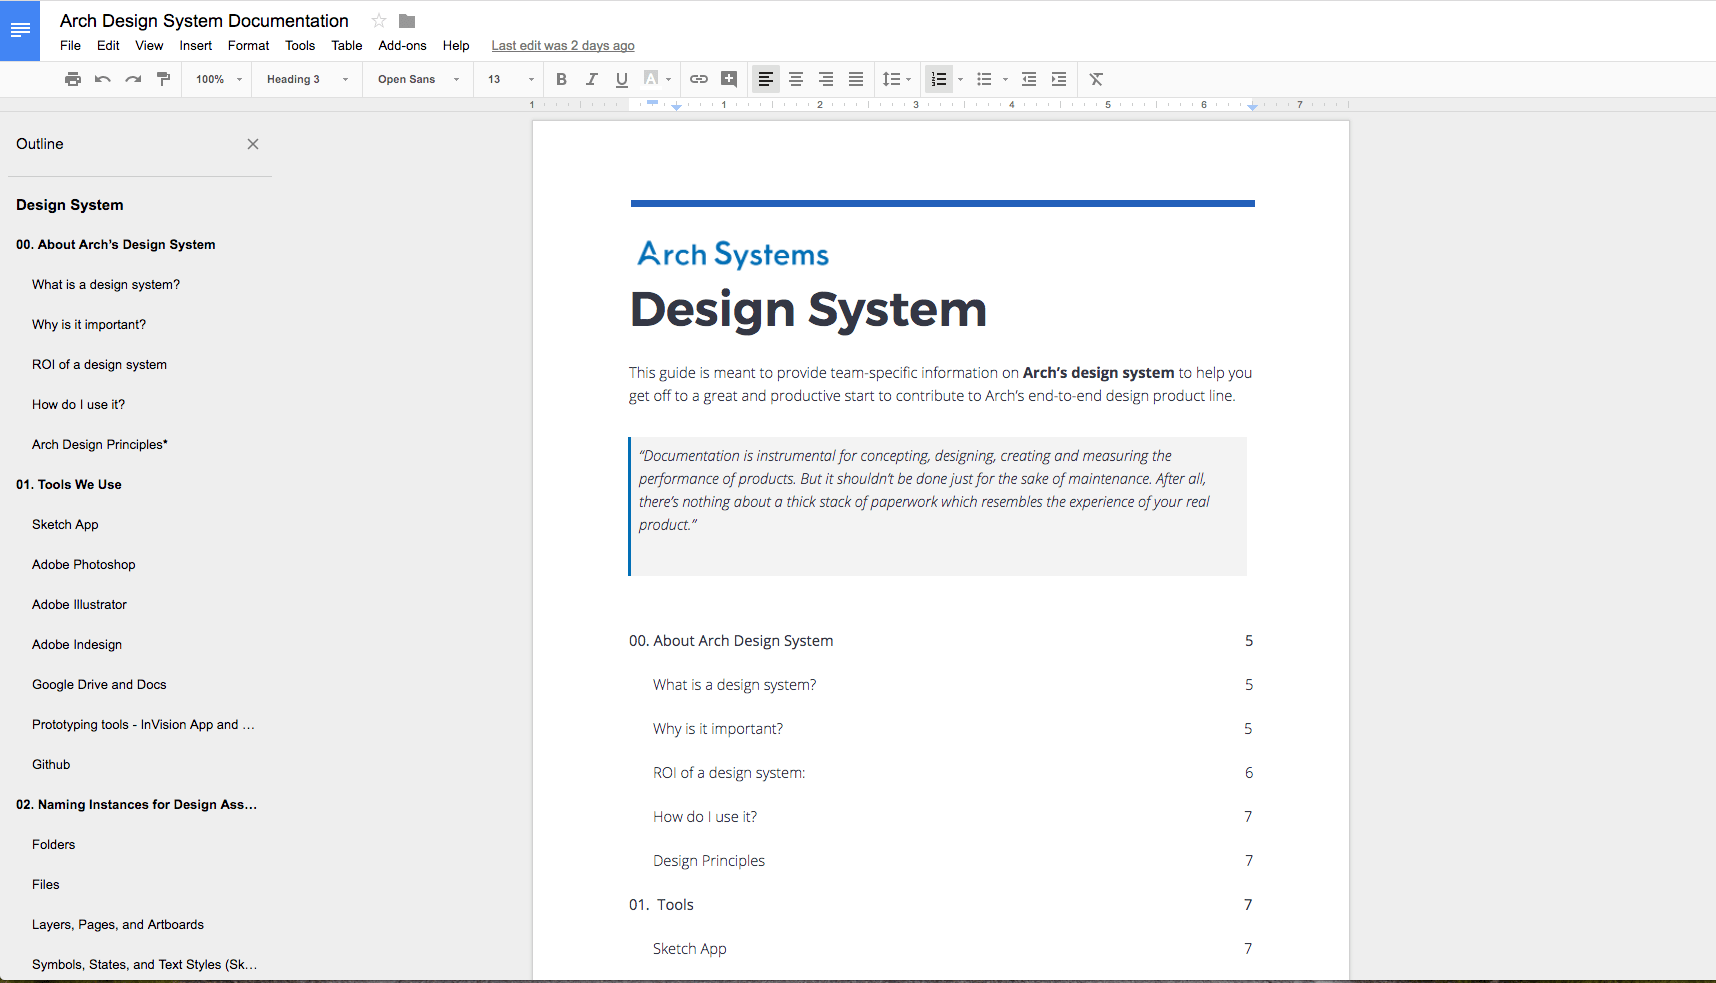 Arch Design System Documentation
File Edit View Insert Format Tools Table Add-ons Help Last edit was 2 days ago
100% Heading 3 Open Sans 13 B I U A
1 1 2 3 4 5 6 7
Outline
Design System
00. About Arch's Design System
What is a design system?
Why is it important?
ROI of a design system
How do I use it?
Arch Design Principles*
01. Tools We Use
Sketch App
Adobe Photoshop
Adobe Illustrator
Adobe Indesign
Google Drive and Docs
Prototyping tools - InVision App and ...
Github
02. Naming Instances for Design Ass...
Folders
Files
Layers, Pages, and Artboards
Symbols, States, and Text Styles (Sk...
Arch Systems
Design System
This guide is meant to provide team-specific information on Arch's design system to help you
get off to a great and productive start to contribute to Arch's end-to-end design product line.
“Documentation is instrumental for concepting, designing, creating and measuring the
performance of products. But it shouldn't be done just for the sake of maintenance. After all,
there's nothing about a thick stack of paperwork which resembles the experience of your real
product.”
00. About Arch Design System 5
What is a design system? 5
Why is it important? 5
ROI of a design system: 6
How do I use it? 7
Design Principles 7
01. Tools 7
Sketch App 7